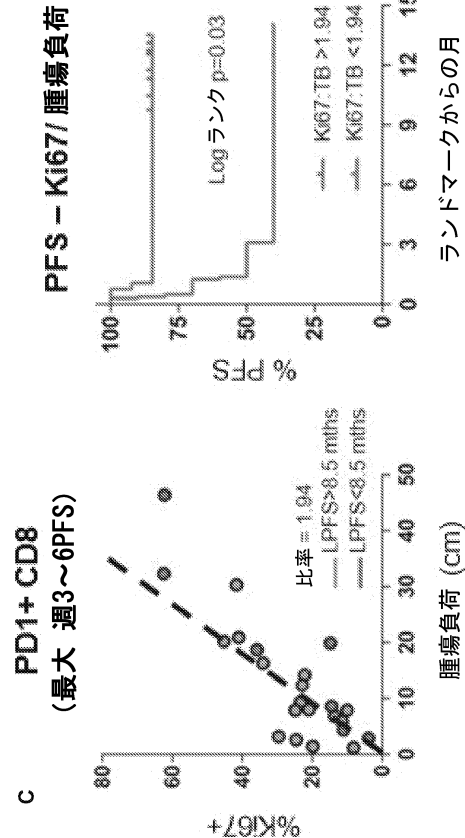 C
PD1+ CD8
(最大 週3～6PFS)
%Ki67+
80
60
40
20
0
0
10
20
30
40
50
腫瘍負荷 (cm)
比率 = 1.94
LPFS>8.5 mths
LPFS<8.5 mths
PFS – Ki67/ 腫瘍負荷
% PFS
100
75
50
25
0
0
3
6
9
12
15
Log ランク p=0.03
Ki67:TB >1.94
Ki67:TB <1.94
ランドマークからの月